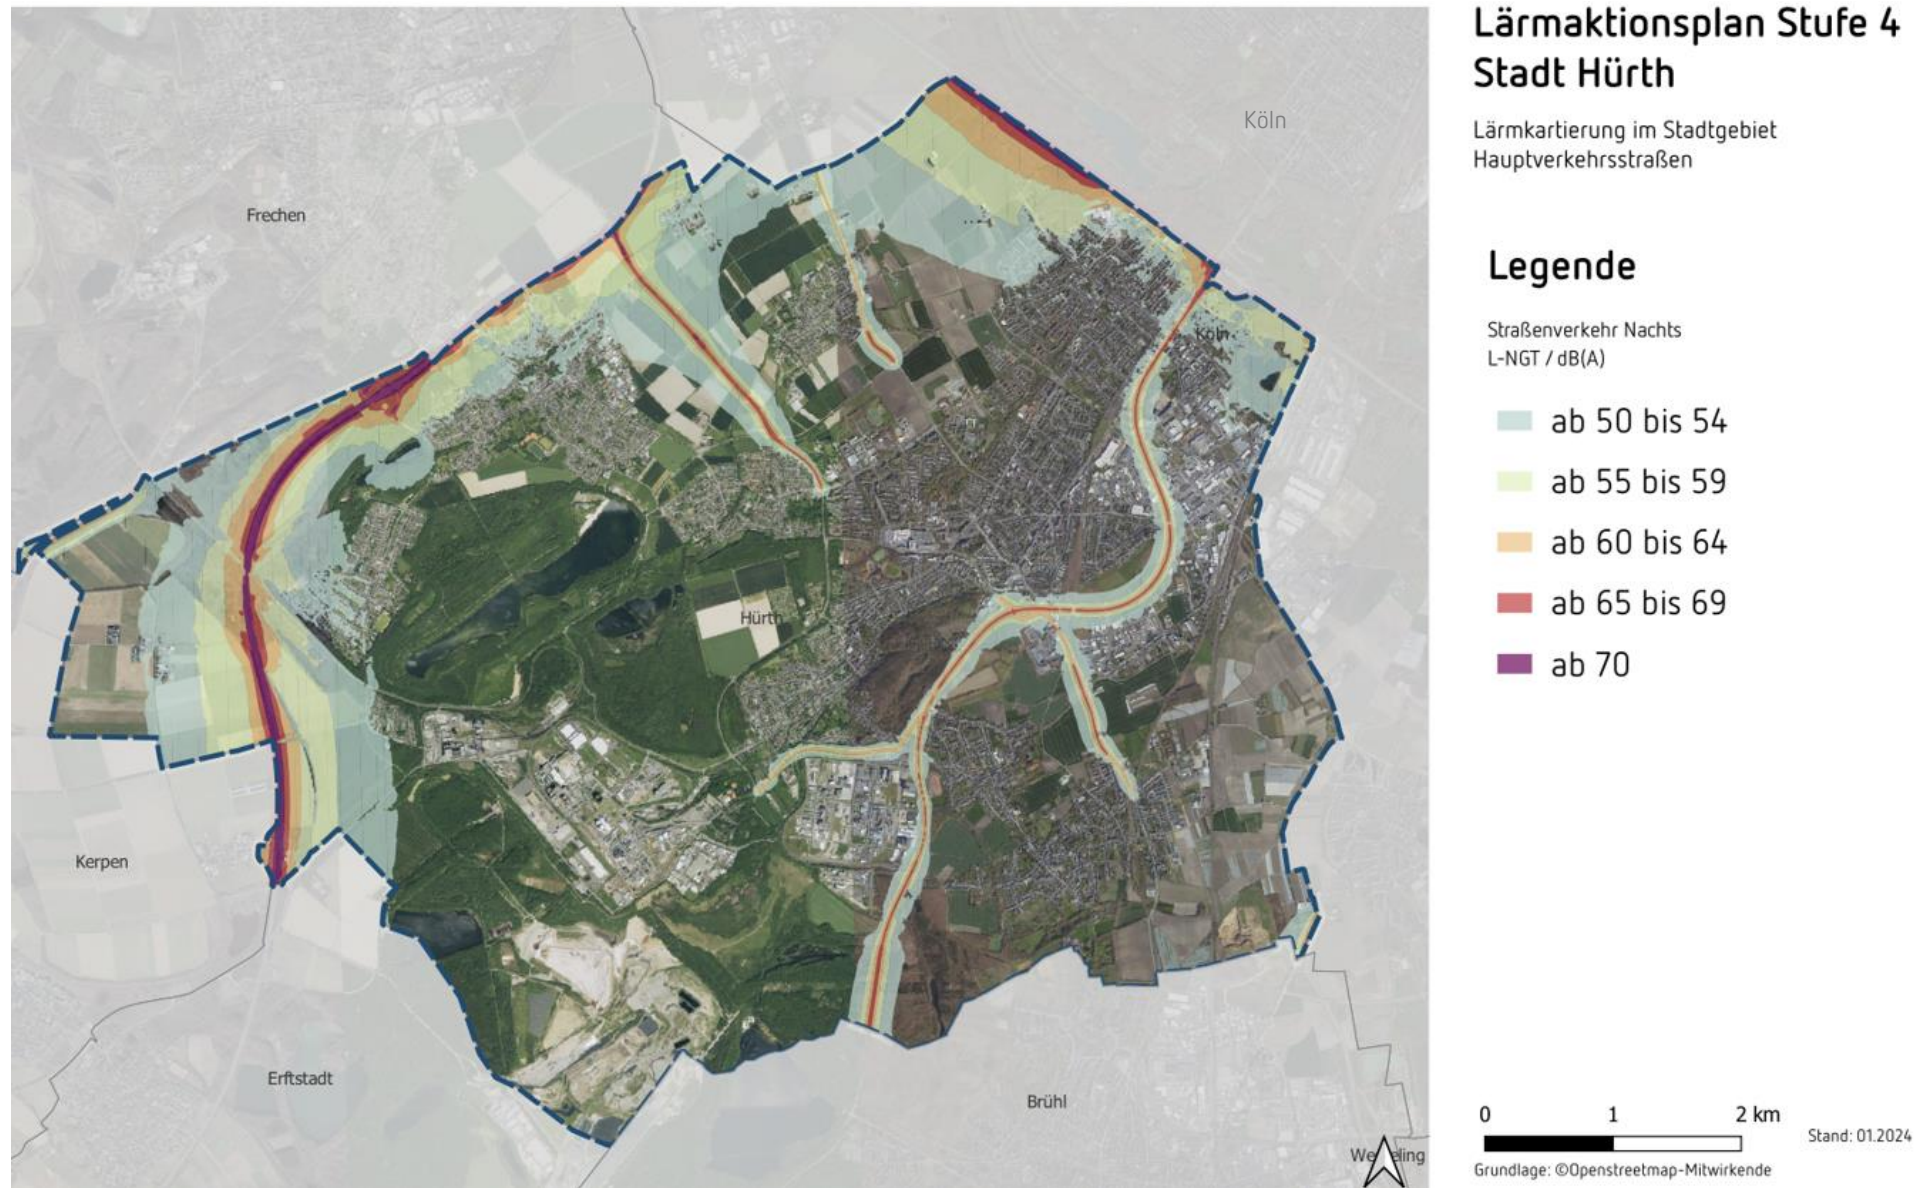 Lärmaktionsplan Stufe 4
Stadt Hürth
Lärmkartierung im Stadtgebiet
Hauptverkehrsstraßen
Legende
Straßenverkehr Nachts
L-NGT / dB(A)
ab 50 bis 54
ab 55 bis 59
ab 60 bis 64
ab 65 bis 69
ab 70
Köln
Frechen
Köln
Hürth
Kerpen
Erftstadt
Brühl
0 1 2 km
Stand: 01.2024
Grundlage: ©Openstreetmap-Mitwirkende